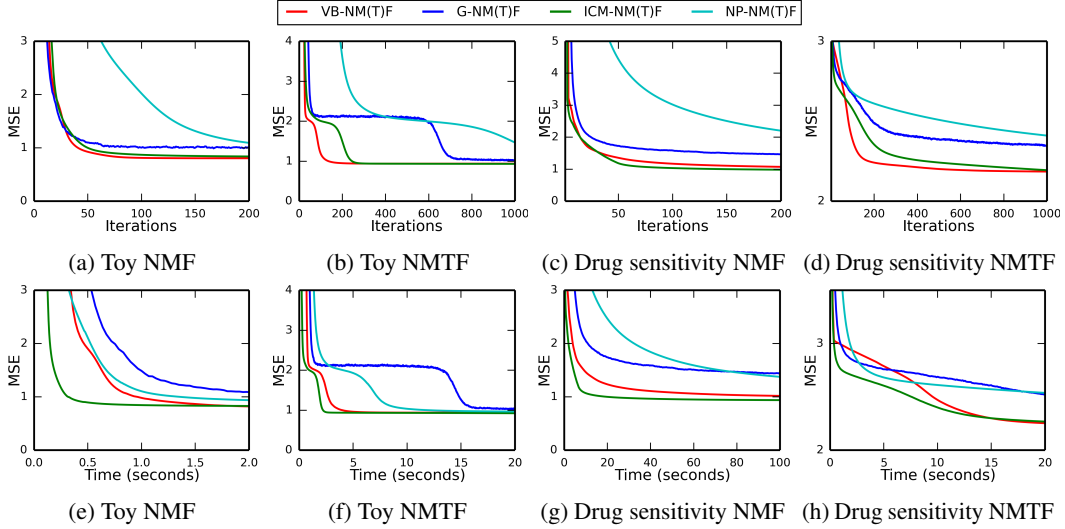 VB-NM(T)F G-NM(T)F ICM-NM(T)F NP-NM(T)F
3 4 5 3
4
3
MSE 2 MSE MSE 3 MSE
2
2
1
1 1
0 0 0 2
0 50 100 150 200 0 200 400 600 800 1000 50 100 150 200 200 400 600 800 1000
Iterations Iterations Iterations Iterations
(a) Toy NMF (b) Toy NMTF (c) Drug sensitivity NMF (d) Drug sensitivity NMTF
3 4 3
3
2 2 3
MSE MSE 2 MSE MSE
1 1 1
0 0 0 2
0.0 0.5 1.0 1.5 2.0 0 5 10 15 20 0 20 40 60 80 100 0 5 10 15 20
Time (seconds) Time (seconds) Time (seconds) Time (seconds)
(e) Toy NMF (f) Toy NMTF (g) Drug sensitivity NMF (h) Drug sensitivity NMTF